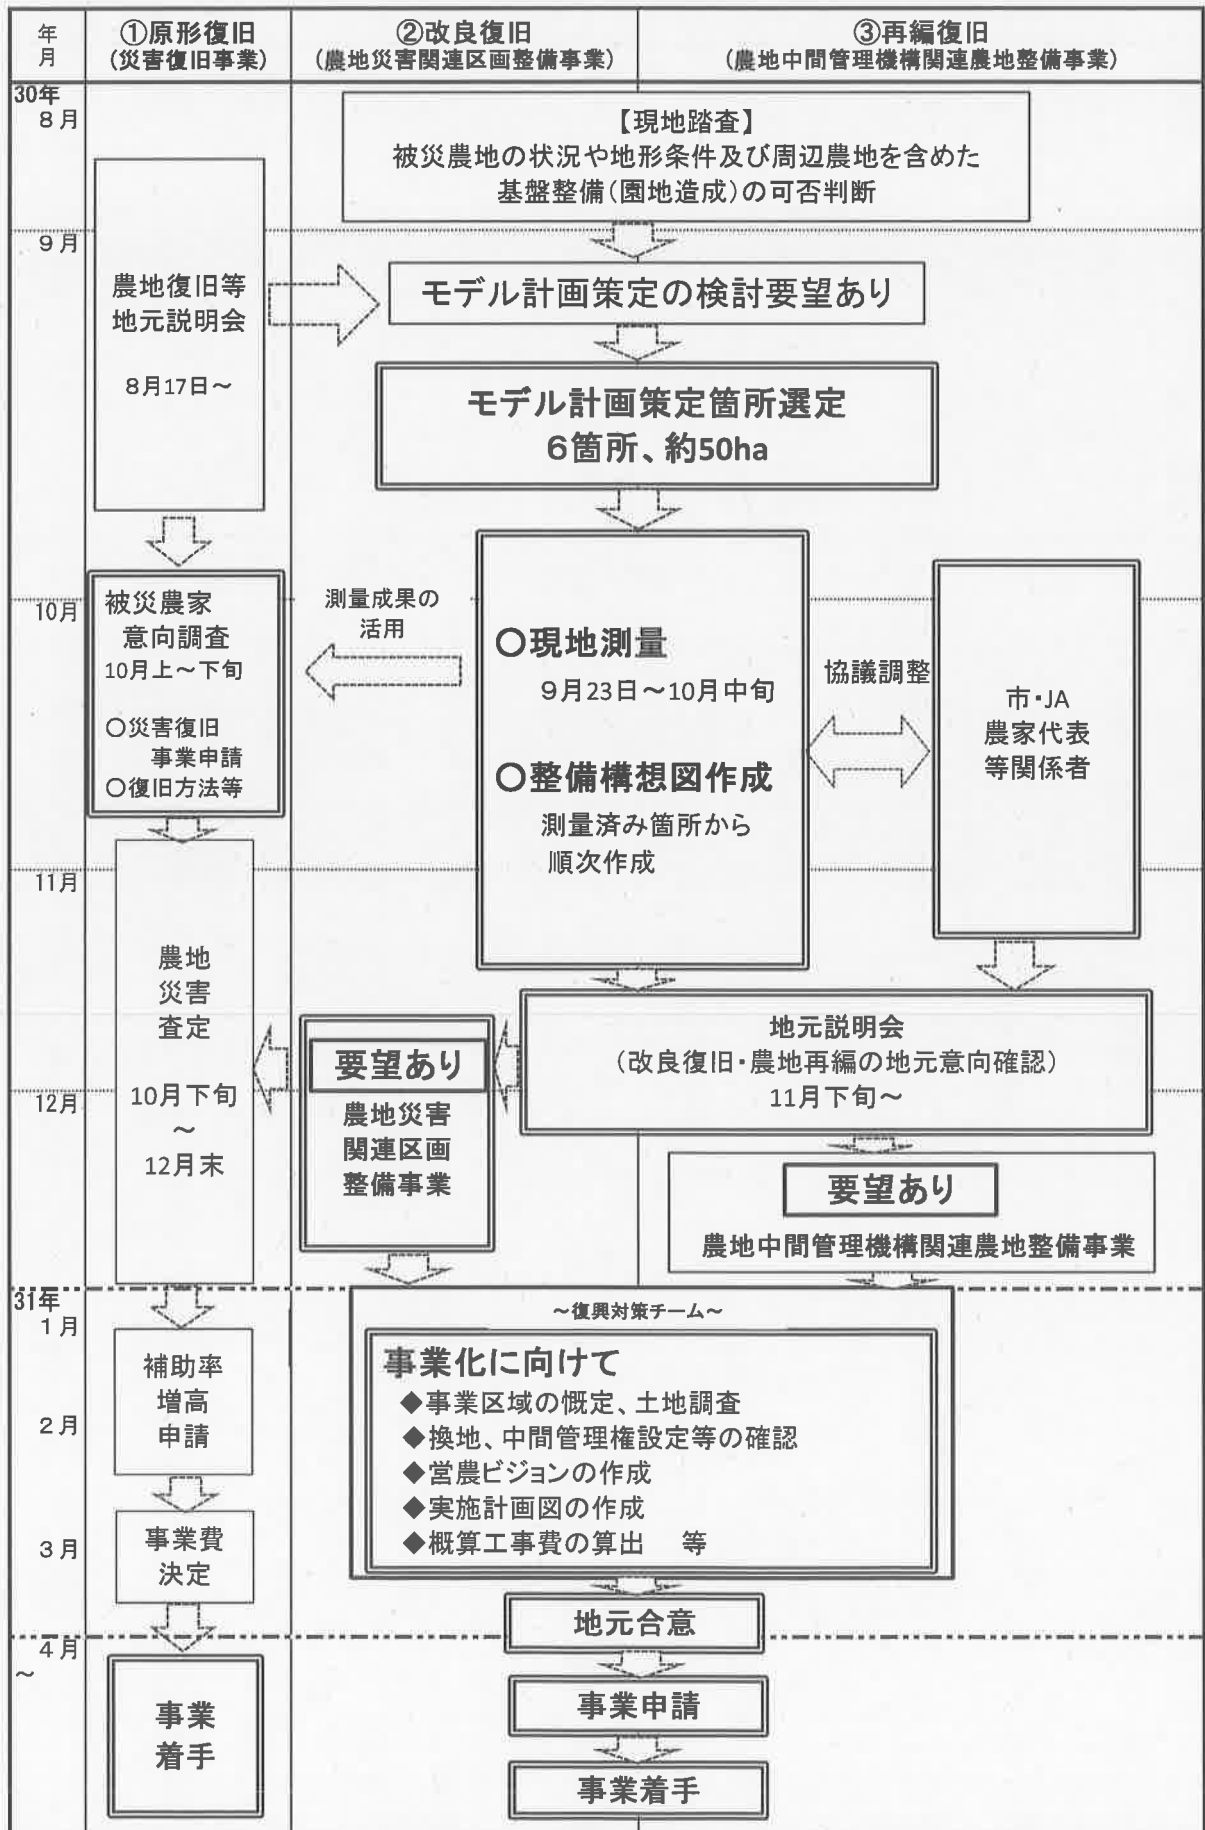 年
月
①原形復旧
(災害復旧事業)
②改良復旧
(農地災害関連区画整備事業)
③再編復旧
(農地中間管理機構関連農地整備事業)
30年
8月
【現地踏査】
被災農地の状況や地形条件及び周辺農地を含めた
基盤整備(園地造成)の可否判断
9月
農地復旧等
地元説明会
8月17日～
モデル計画策定の検討要望あり
モデル計画策定箇所選定
6箇所、約50ha
10月
被災農家
意向調査
10月上～下旬
○災害復旧
事業申請
○復旧方法等
測量成果の
活用
○現地測量
9月23日～10月中旬
○整備構想図作成
測量済み箇所から
順次作成
協議調整
市・JA
農家代表
等関係者
11月
農地
災害
査定
10月下旬
～
12月末
地元説明会
(改良復旧・農地再編の地元意向確認)
11月下旬～
12月
要望あり
農地災害
関連区画
整備事業
要望あり
農地中間管理機構関連農地整備事業
31年
1月
～復興対策チーム～
事業化に向けて
◆事業区域の慨定、土地調査
◆換地、中間管理権設定等の確認
◆営農ビジョンの作成
◆実施計画図の作成
◆概算工事費の算出　等
補助率
増高
申請
2月
3月
事業費
決定
地元合意
4月
～
事業
着手
事業申請
事業着手